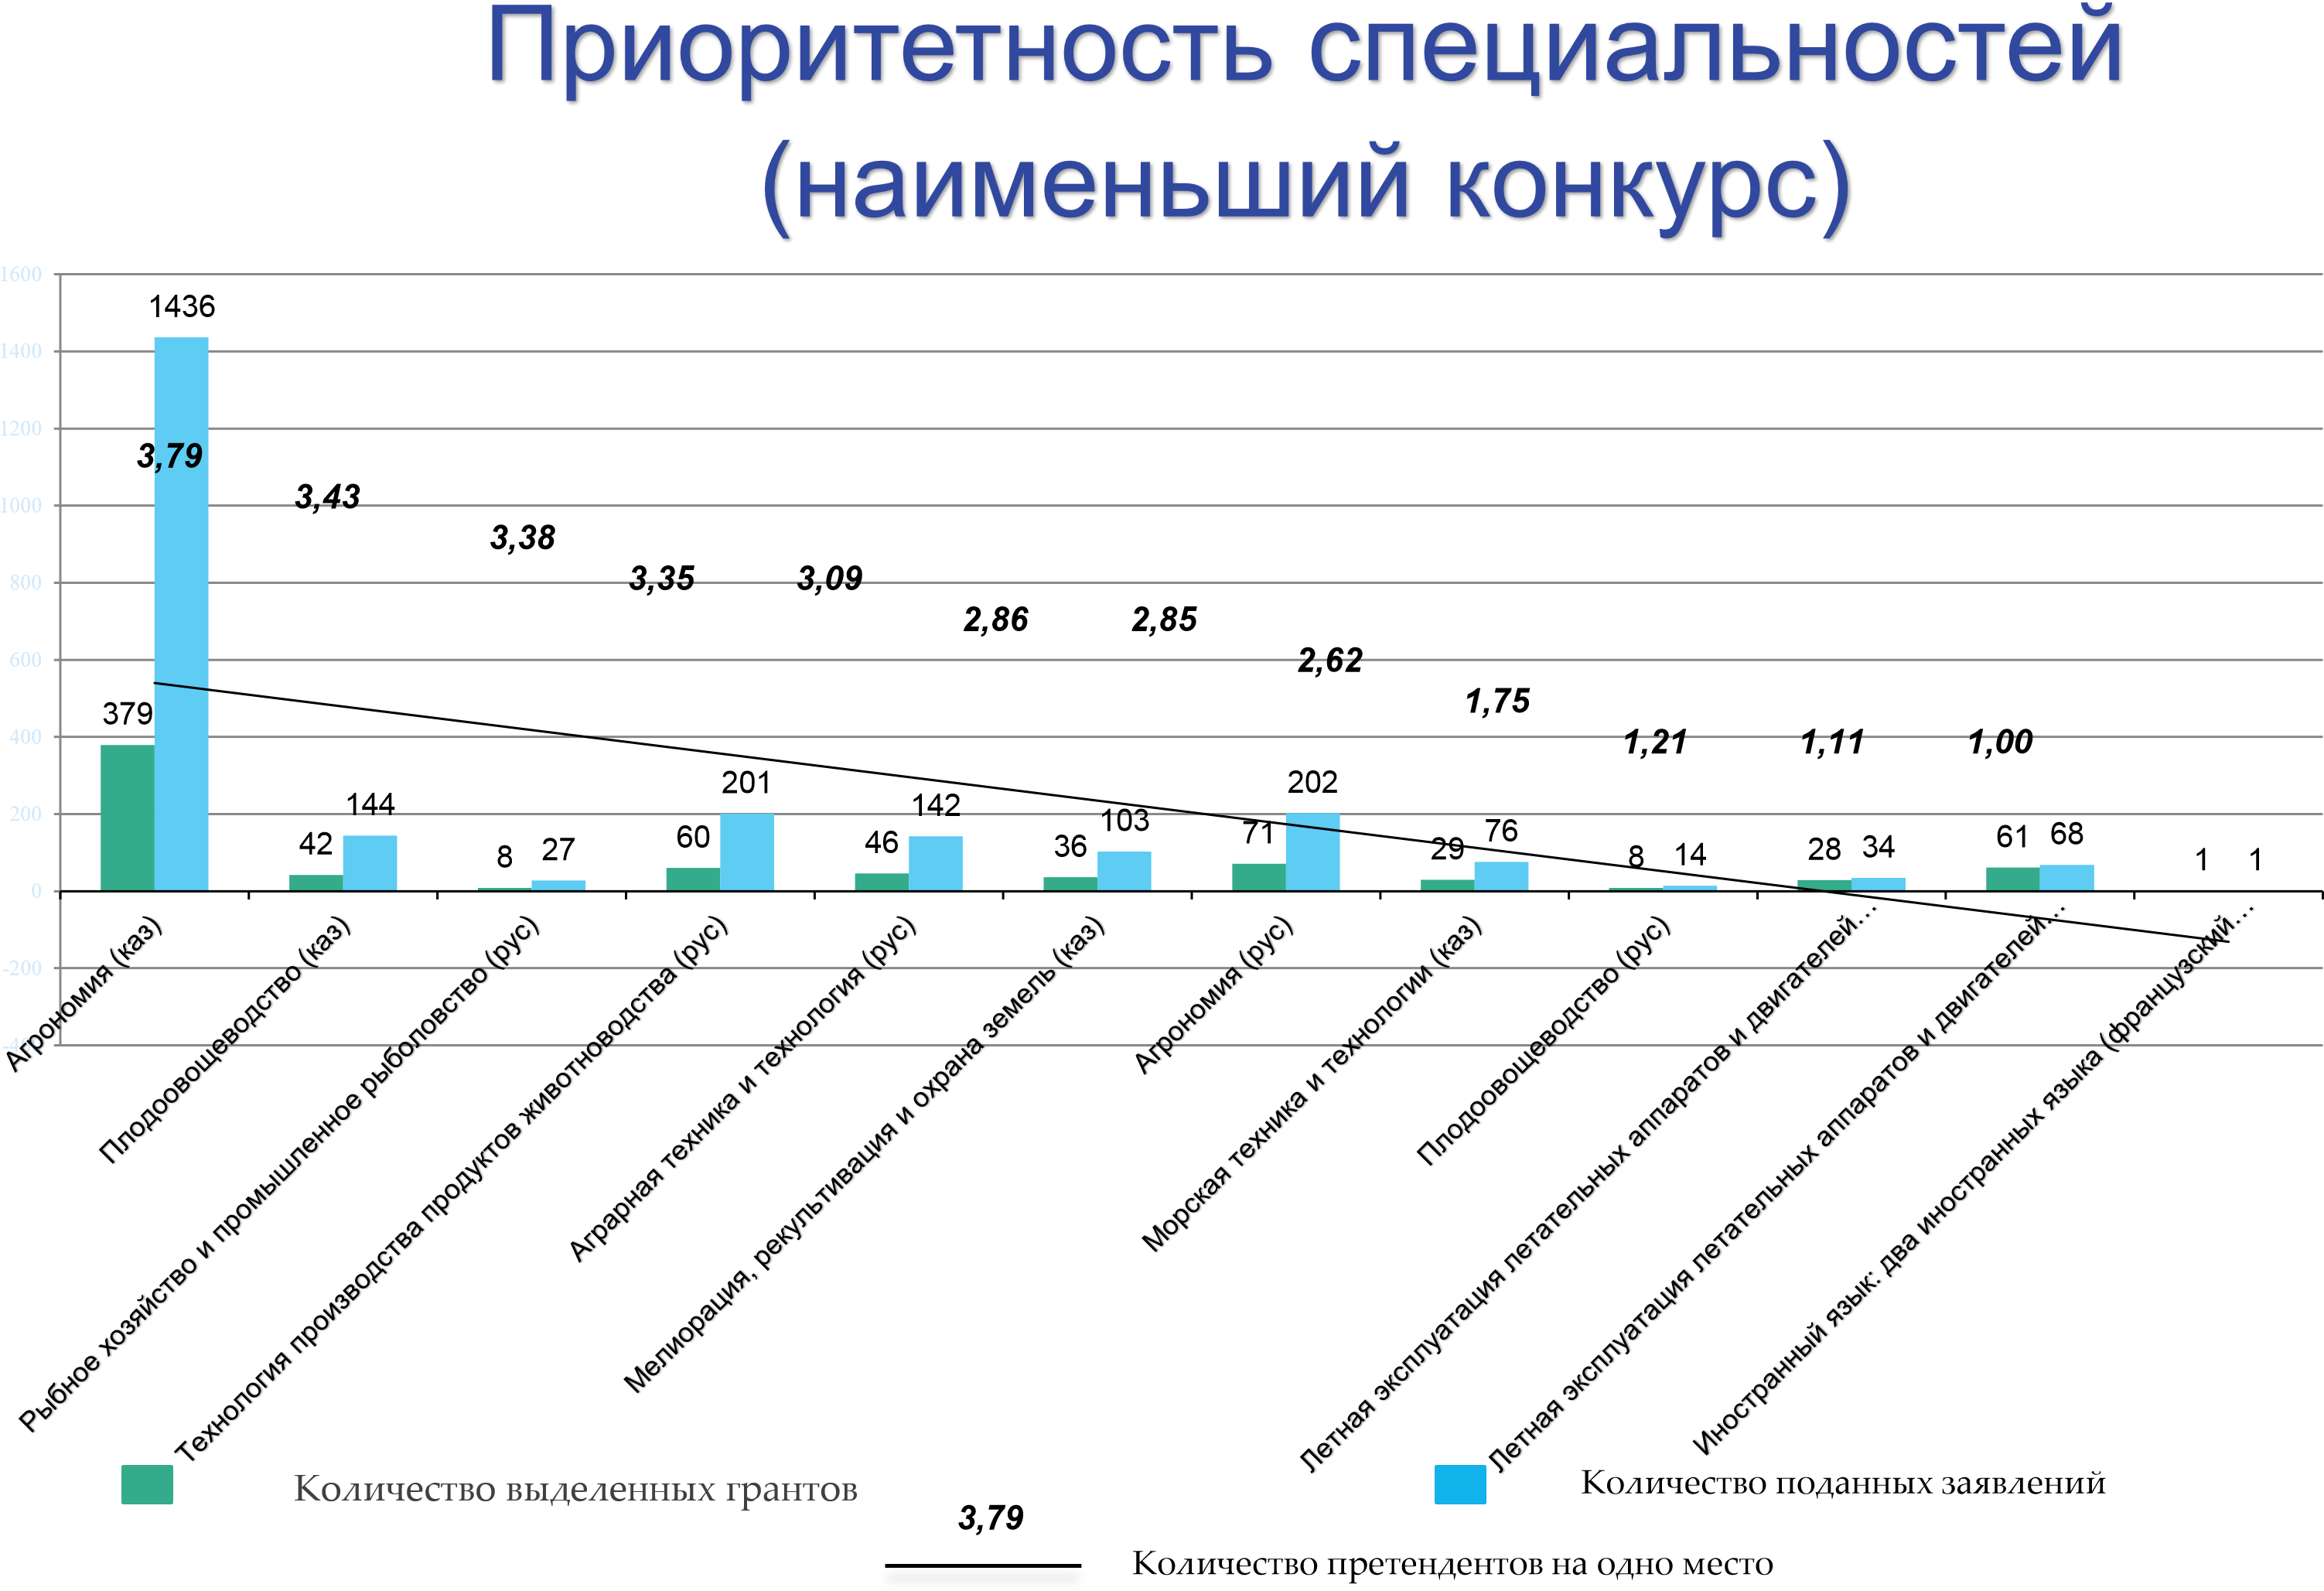 Приоритетность специальностей
(наименьший конкурс)
1600
1400
1200
1000
800
600
400
200
0
-200
1436
379
3,79
3,43
3,38
3,35
3,09
2,86
2,85
2,62
1,75
1,21
1,11
1,00
42
144
8
27
60
201
46
142
36
103
71
202
29
76
8
14
28
34
61
68
1
1
Агрономия (каз)
Плодоовощеводство (каз)
Рыбное хозяйство и промышленное рыболовство (рус)
Технология производства продуктов животноводства (рус)
Аграрная техника и технология (рус)
Мелиорация, рекультивация и охрана земель (каз)
Агрономия (рус)
Морская техника и технологии (каз)
Плодоовощеводство (рус)
Летная эксплуатация летательных аппаратов и двигателей…
Летная эксплуатация летательных аппаратов и двигателей…
Иностранный язык: два иностранных языка (французский…
Количество выделенных грантов
Количество поданных заявлений
3,79
Количество претендентов на одно место